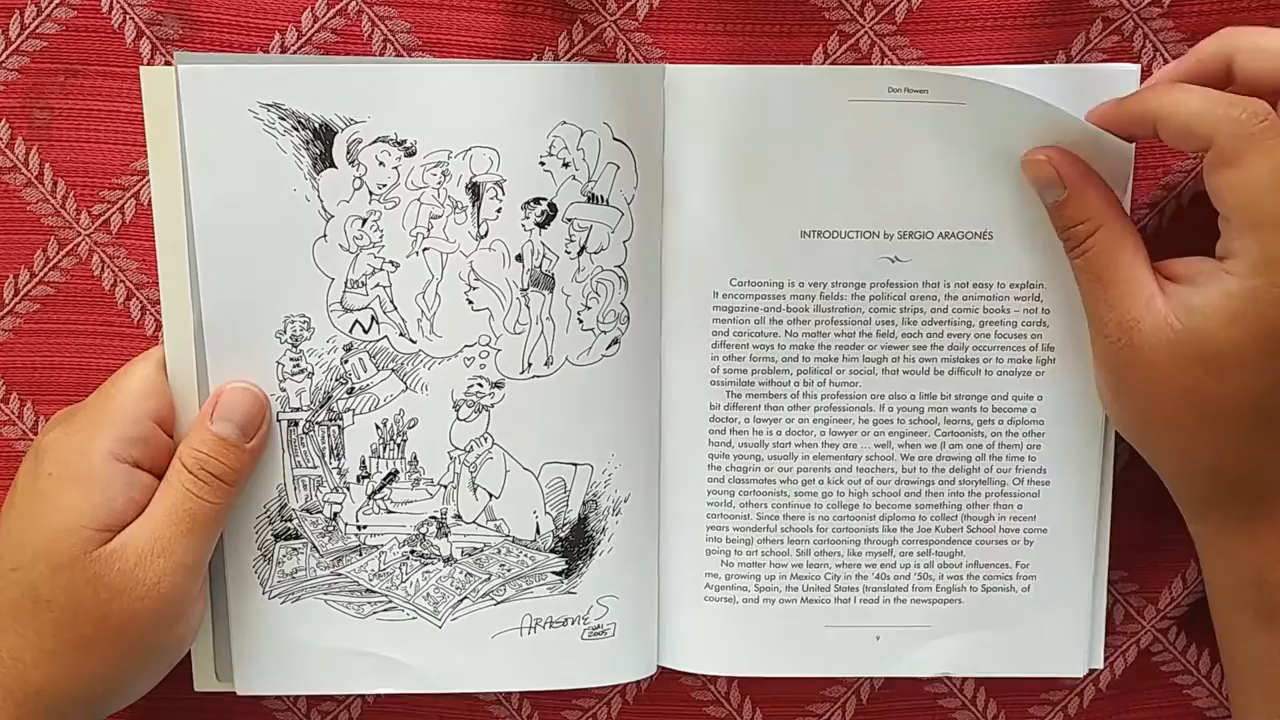 ARAGONÉS
OJAI
2005
Don Flowers
INTRODUCTION by SERGIO ARAGONÉS
Cartooning is a very strange profession that is not easy to explain.
It encompasses many fields: the political arena, the animation world,
magazine-and-book illustration, comic strips, and comic books – not to
mention all the other professional uses, like advertising, greeting cards,
and caricature. No matter what the field, each and every one focuses on
different ways to make the reader or viewer see the daily occurrences of life
in other forms, and to make him laugh at his own mistakes or to make light
of some problem, political or social, that would be difficult to analyze or
assimilate without a bit of humor.
The members of this profession are also a little bit strange and quite a
bit different than other professionals. If a young man wants to become a
doctor, a lawyer or an engineer, he goes to school, learns, gets a diploma
and then he is a doctor, a lawyer or an engineer. Cartoonists, on the other
hand, usually start when they are ... well, when we (I am one of them) are
quite young, usually in elementary school. We are drawing all the time to
the chagrin or our parents and teachers, but to the delight of our friends
and classmates who get a kick out of our drawings and storytelling. Of these
young cartoonists, some go to high school and then into the professional
world, others continue to college to become something other than a
cartoonist. Since there is no cartoonist diploma to collect (though in recent
years wonderful schools for cartoonists like the Joe Kubert School have come
into being) others learn cartooning through correspondence courses or by
going to art school. Still others, like myself, are self-taught.
No matter how we learn, where we end up is all about influences. For
me, growing up in Mexico City in the '40s and '50s, it was the comics from
Argentina, Spain, the United States (translated from English to Spanish, of
course), and my own Mexico that I read in the newspapers.
9